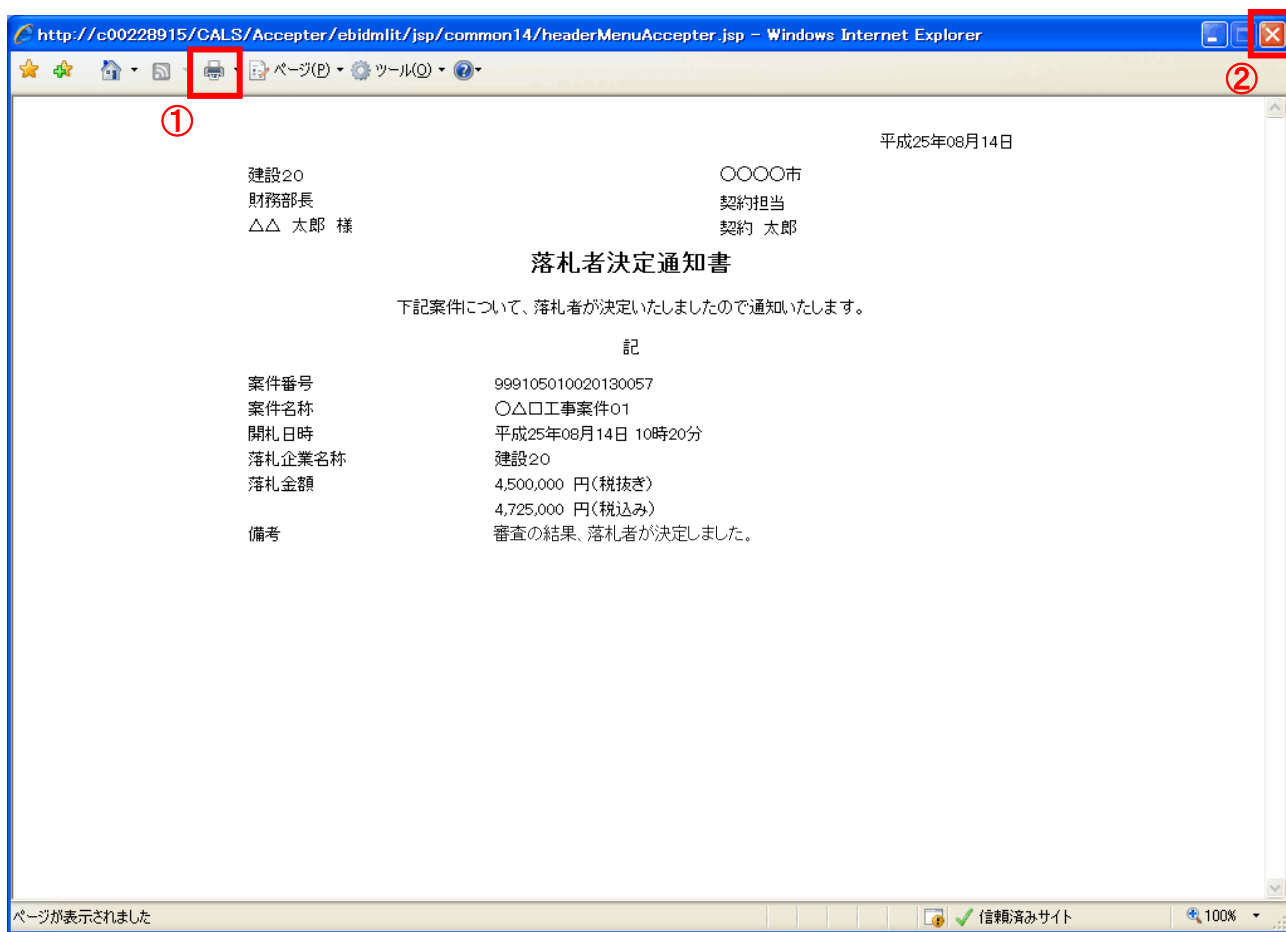 http://c00228915/CALS/Accepter/ebidmlit/jsp/common14/headerMenuAccepter.jsp - Windows Internet Explorer
ページ(P) ツール(O)
① ②
平成25年08月14日
建設20 ○○○○市
財務部長 契約担当
△△ 太郎 様 契約 太郎
落札者決定通知書
下記案件について、落札者が決定いたしましたので通知いたします。
記
案件番号 999105010020130057
案件名称 ○△□工事案件01
開札日時 平成25年08月14日 10時20分
落札企業名称 建設20
落札金額 4,500,000 円(税抜き)
4,725,000 円(税込み)
備考 審査の結果、落札者が決定しました。
ページが表示されました 信頼済みサイト 100%